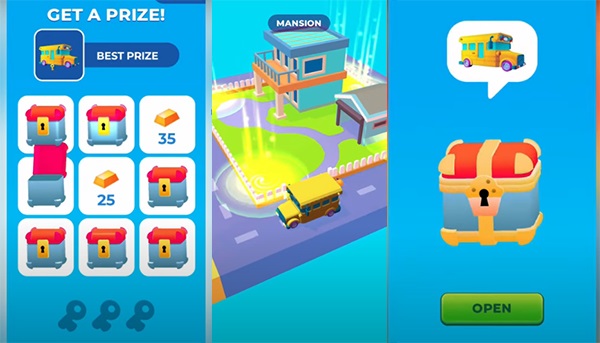 GET A PRIZE!
BEST PRIZE
35
25
MANSION
OPEN